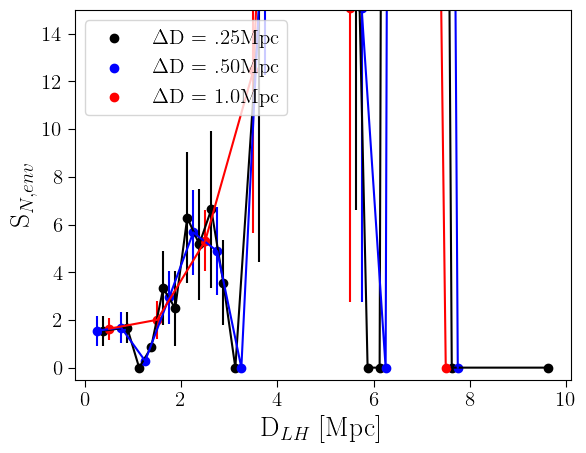 ΔD = .25Mpc
ΔD = .50Mpc
ΔD = 1.0Mpc
14
12
10
8
6
4
2
0
S_{N,env}
0 2 4 6 8 10
D_{LH} [Mpc]